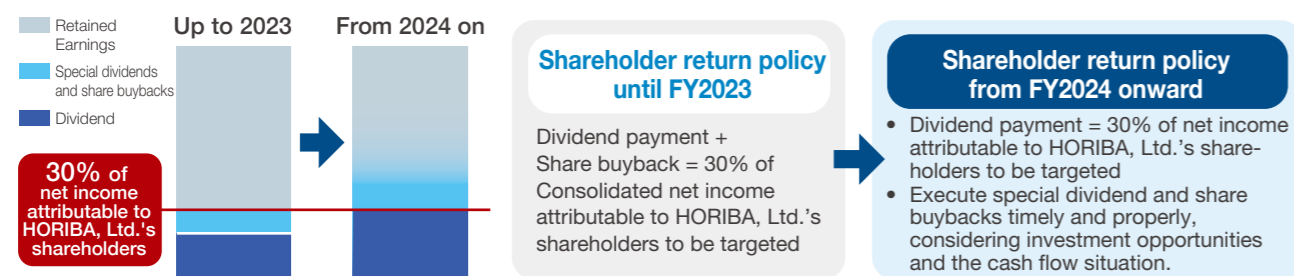 Retained
Earnings
Special dividends
and share buybacks
Dividend
Up to 2023
From 2024 on
30% of
net income
attributable to
HORIBA, Ltd.'s
shareholders
Shareholder return policy
until FY2023
Dividend payment +
Share buyback = 30% of
Consolidated net income
attributable to HORIBA, Ltd.’s
shareholders to be targeted
Shareholder return policy
from FY2024 onward
• Dividend payment = 30% of net income
attributable to HORIBA, Ltd.’s share-
holders to be targeted
• Execute special dividend and share
buybacks timely and properly,
considering investment opportunities
and the cash flow situation.